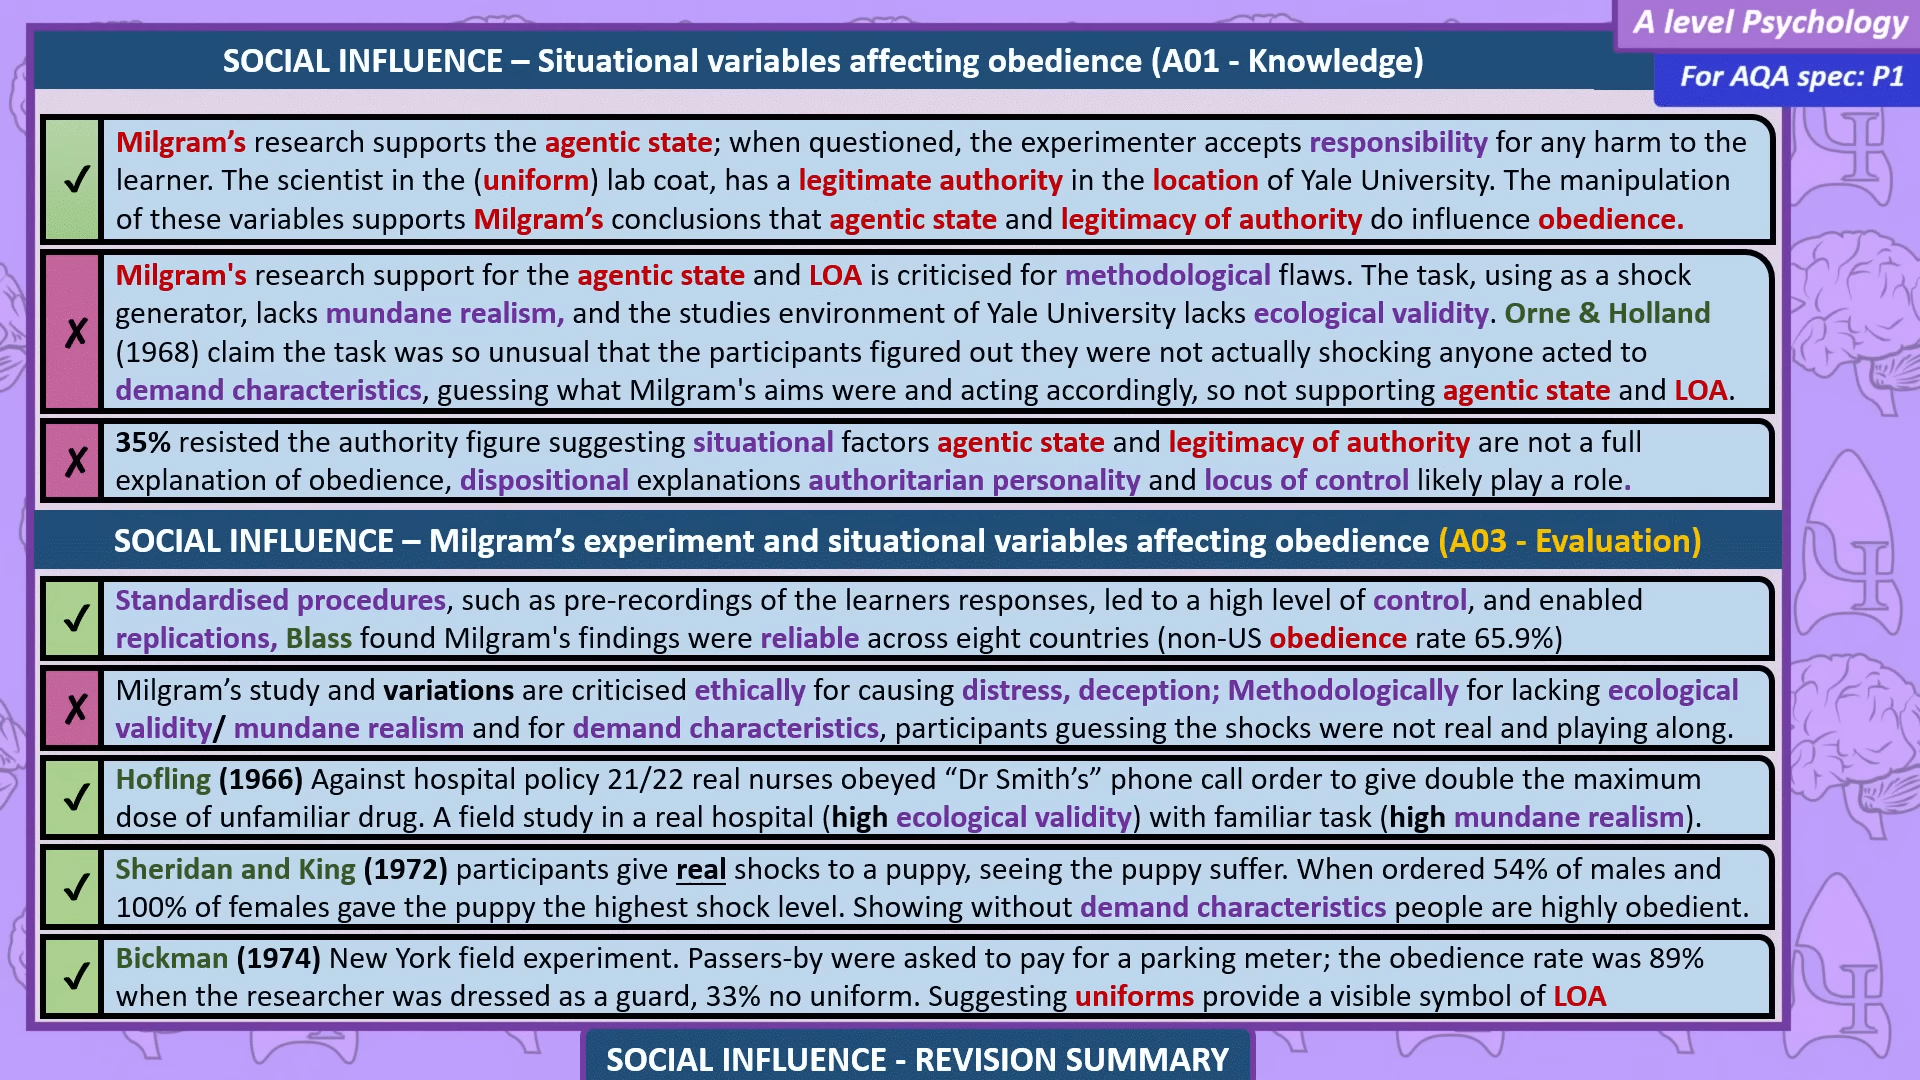 A level Psychology
For AQA spec: P1
SOCIAL INFLUENCE – Situational variables affecting obedience (A01 - Knowledge)
✓
Milgram’s research supports the agentic state; when questioned, the experimenter accepts responsibility for any harm to the
learner. The scientist in the (uniform) lab coat, has a legitimate authority in the location of Yale University. The manipulation
of these variables supports Milgram’s conclusions that agentic state and legitimacy of authority do influence obedience.
✗
Milgram's research support for the agentic state and LOA is criticised for methodological flaws. The task, using as a shock
generator, lacks mundane realism, and the studies environment of Yale University lacks ecological validity. Orne & Holland
(1968) claim the task was so unusual that the participants figured out they were not actually shocking anyone acted to
demand characteristics, guessing what Milgram's aims were and acting accordingly, so not supporting agentic state and LOA.
✗
35% resisted the authority figure suggesting situational factors agentic state and legitimacy of authority are not a full
explanation of obedience, dispositional explanations authoritarian personality and locus of control likely play a role.
SOCIAL INFLUENCE – Milgram’s experiment and situational variables affecting obedience (A03 - Evaluation)
✓
Standardised procedures, such as pre-recordings of the learners responses, led to a high level of control, and enabled
replications, Blass found Milgram's findings were reliable across eight countries (non-US obedience rate 65.9%)
✗
Milgram’s study and variations are criticised ethically for causing distress, deception; Methodologically for lacking ecological
validity/ mundane realism and for demand characteristics, participants guessing the shocks were not real and playing along.
✓
Hofling (1966) Against hospital policy 21/22 real nurses obeyed “Dr Smith’s” phone call order to give double the maximum
dose of unfamiliar drug. A field study in a real hospital (high ecological validity) with familiar task (high mundane realism).
✓
Sheridan and King (1972) participants give real shocks to a puppy, seeing the puppy suffer. When ordered 54% of males and
100% of females gave the puppy the highest shock level. Showing without demand characteristics people are highly obedient.
✓
Bickman (1974) New York field experiment. Passers-by were asked to pay for a parking meter; the obedience rate was 89%
when the researcher was dressed as a guard, 33% no uniform. Suggesting uniforms provide a visible symbol of LOA
SOCIAL INFLUENCE - REVISION SUMMARY